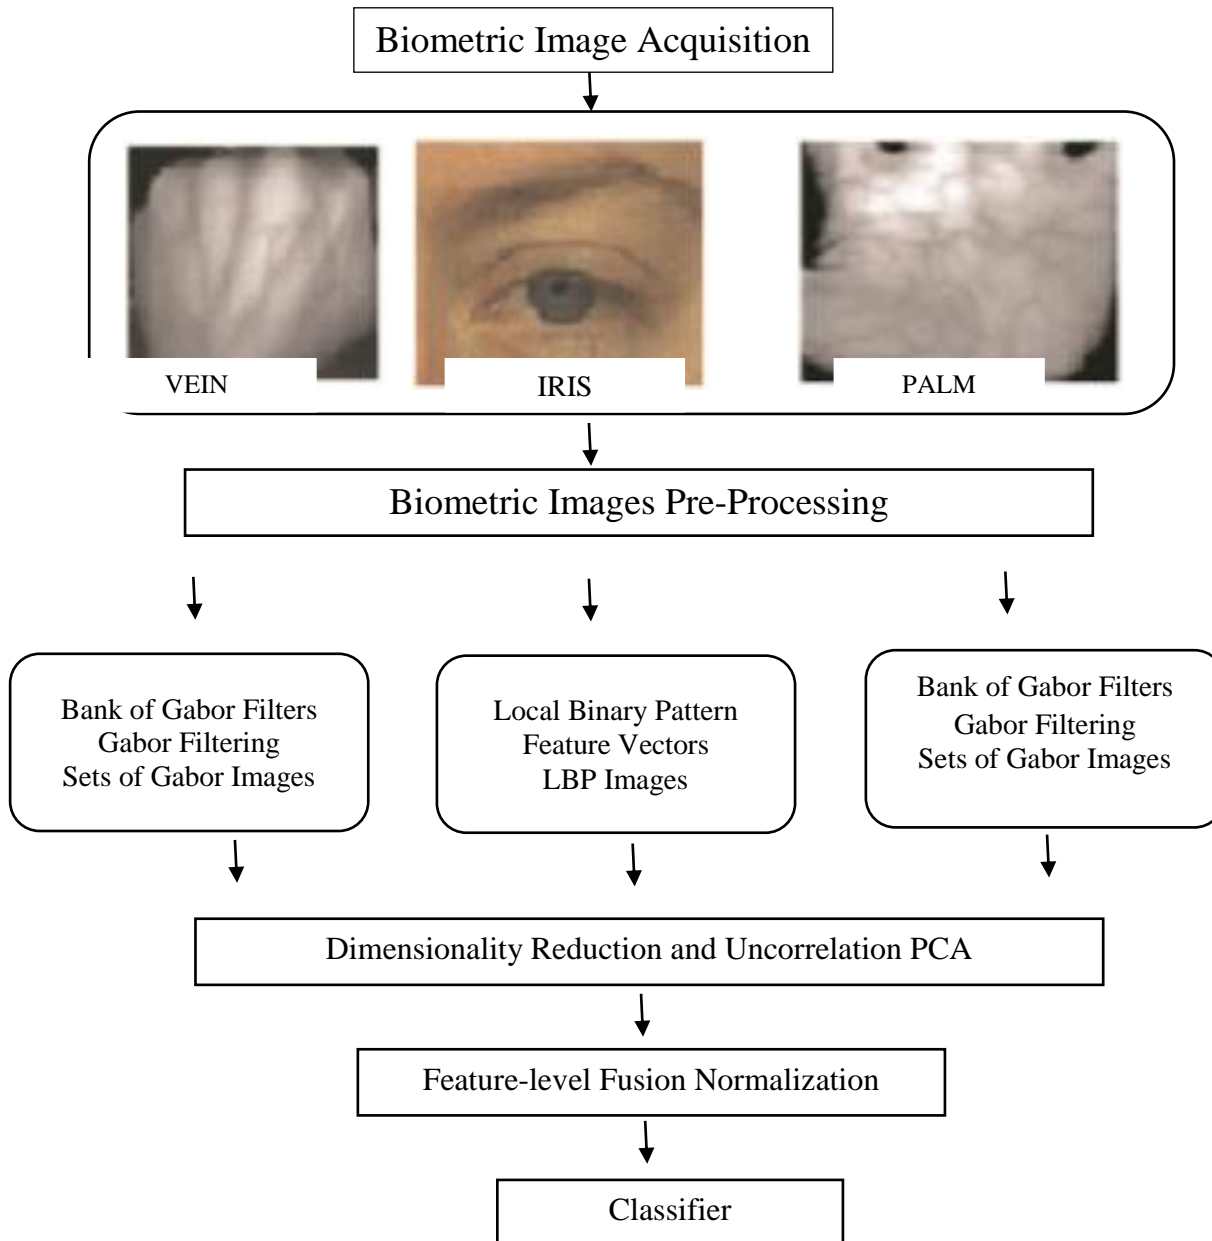 Biometric Image Acquisition
VEIN
IRIS
PALM
Biometric Images Pre-Processing
Bank of Gabor Filters
Gabor Filtering
Sets of Gabor Images
Local Binary Pattern
Feature Vectors
LBP Images
Bank of Gabor Filters
Gabor Filtering
Sets of Gabor Images
Dimensionality Reduction and Uncorrelation PCA
Feature-level Fusion Normalization
Classifier